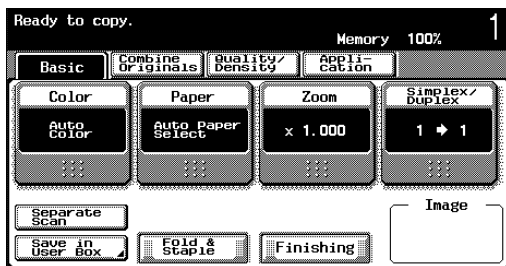 Ready to copy.
1
Memory 100%
Basic
Combine
Originals
Quality/
Density
Appli-
cation
Color
Paper
Zoom
Simplex/
Duplex
Auto
Color
Auto Paper
Select
x 1.000
1 ➔ 1
Separate
Scan
Image
Save in
User Box
Fold &
Staple
Finishing